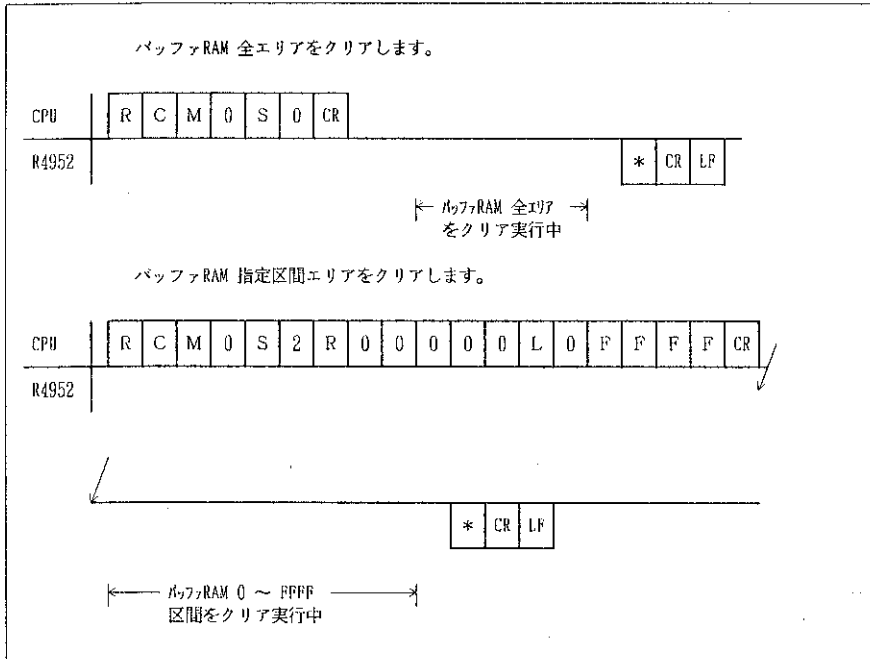 バッファRAM 全エリアをクリアします。
CPU R C M 0 S 0 CR
R4952 * CR LF
バッファRAM 全エリア
をクリア実行中
バッファRAM 指定区間エリアをクリアします。
CPU R C M 0 S 2 R 0 0 0 0 0 L 0 F F F F CR
R4952
* CR LF
バッファRAM 0 ～ FFFF
区間をクリア実行中